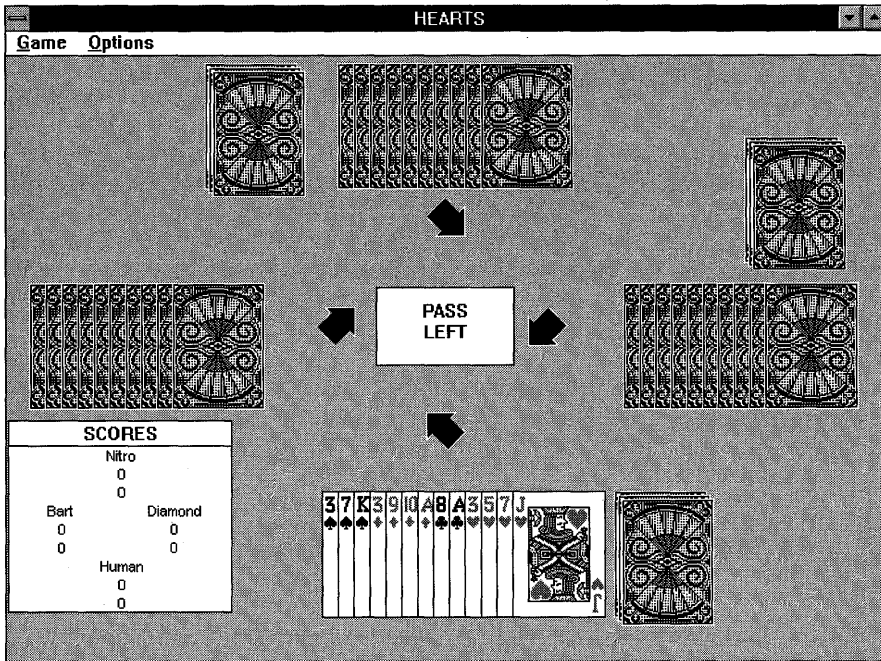 HEARTS
Game Options
PASS
LEFT
SCORES
Nitro
0
0
Bart Diamond
0 0
0 0
Human
0
0
3 7 K 3 9 10 A 8 A 3 5 7 J
J